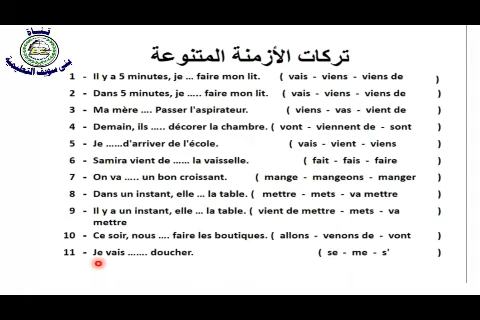 قناة
بنى سويف التعليمية
تركات الأزمنة المتنوعة
1 - Il y a 5 minutes, je ... faire mon lit. ( vais - viens - viens de )
2 - Dans 5 minutes, je ..... faire mon lit. ( vais - viens - viens de )
3 - Ma mère .... Passer l'aspirateur. ( viens - vas - vient de )
4 - Demain, ils ..... décorer la chambre. ( vont - viennent de - sont )
5 - Je ......d'arriver de l'école. ( vais - vient - viens )
6 - Samira vient de ...... la vaisselle. ( fait - fais - faire )
7 - On va ..... un bon croissant. ( mange - mangeons - manger )
8 - Dans un instant, elle ... la table. ( mettre - mets - va mettre )
9 - Il y a un instant, elle ... la table. ( vient de mettre - mets - va )
mettre
10 - Ce soir, nous .... faire les boutiques. ( allons - venons de - vont )
11 - Je vais ....... doucher. ( se - me - s' )